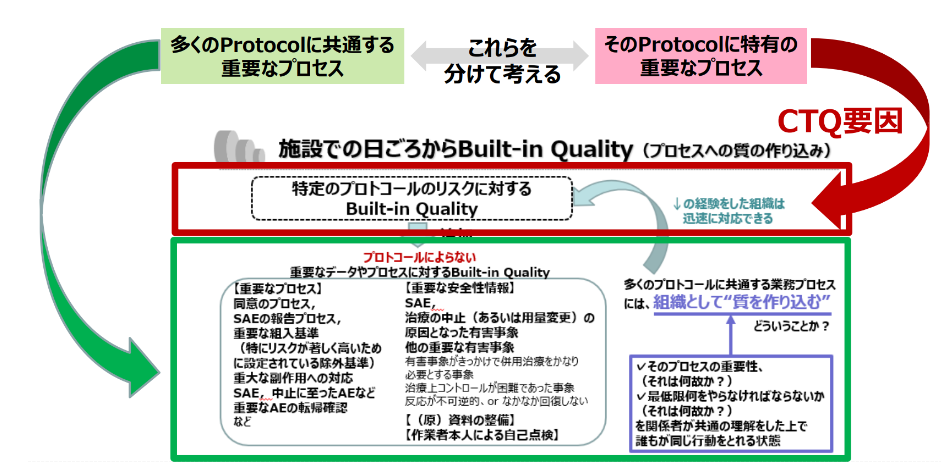 多くのProtocolに共通する
重要なプロセス
これらを
分けて考える
そのProtocolに特有の
重要なプロセス
CTQ要因
施設での日ごろからBuilt-in Quality（プロセスへの質の作り込み）
特定のプロトコールのリスクに対する
Built-in Quality
↓の経験をした組織は
迅速に対応できる
プロトコールによらない
重要なデータやプロセスに対するBuilt-in Quality
【重要なプロセス】
同意のプロセス，
SAEの報告プロセス，
重要な組入基準
（特にリスクが著しく高いため
に設定されている除外基準）
重大な副作用への対応
SAE，中止に至ったAEなど
重要なAEの転帰確認
など
【重要な安全性情報】
SAE，
治療の中止（あるいは用量変更）の
原因となった有害事象
他の重要な有害事象
有害事象がきっかけで併用治療をかなり
必要とする事象
治療上コントロールが困難であった事象
反応が不可逆的、or なかなか回復しない
【（原）資料の整備】
【作業者本人による自己点検】
多くのプロトコールに共通する業務プロセス
には、組織として“質を作り込む”
どういうことか？
✓そのプロセスの重要性、
（それは何故か？）
✓最低限何をやらなければならないか
（それは何故か？）
を関係者が共通の理解をした上で
誰もが同じ行動をとれる状態